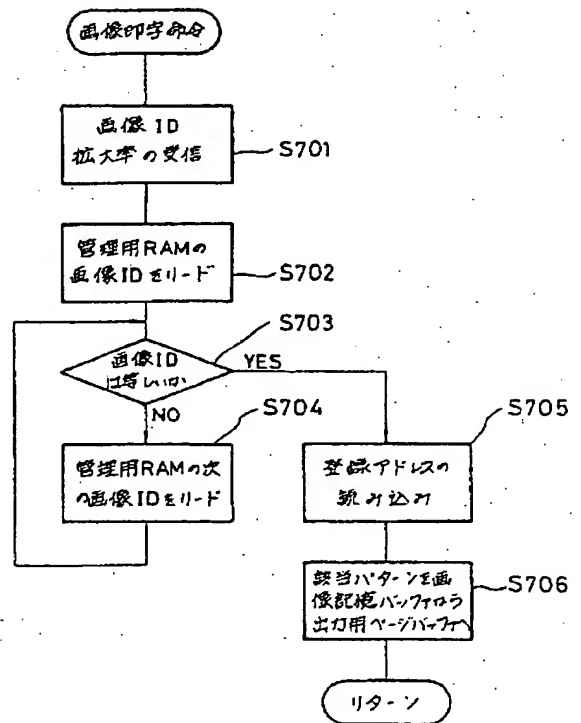 画像印字命令
画像ID
拡大率の受信
S701
管理用RAMの
画像IDをリード
S702
S703
画像ID
は等しいか
YES
NO
S704
管理用RAMの次
の画像IDをリード
S705
登録アドレスの
読み込み
該当パターンを画
像記憶バッファから
出力用ページバッファへ
S706
リターン